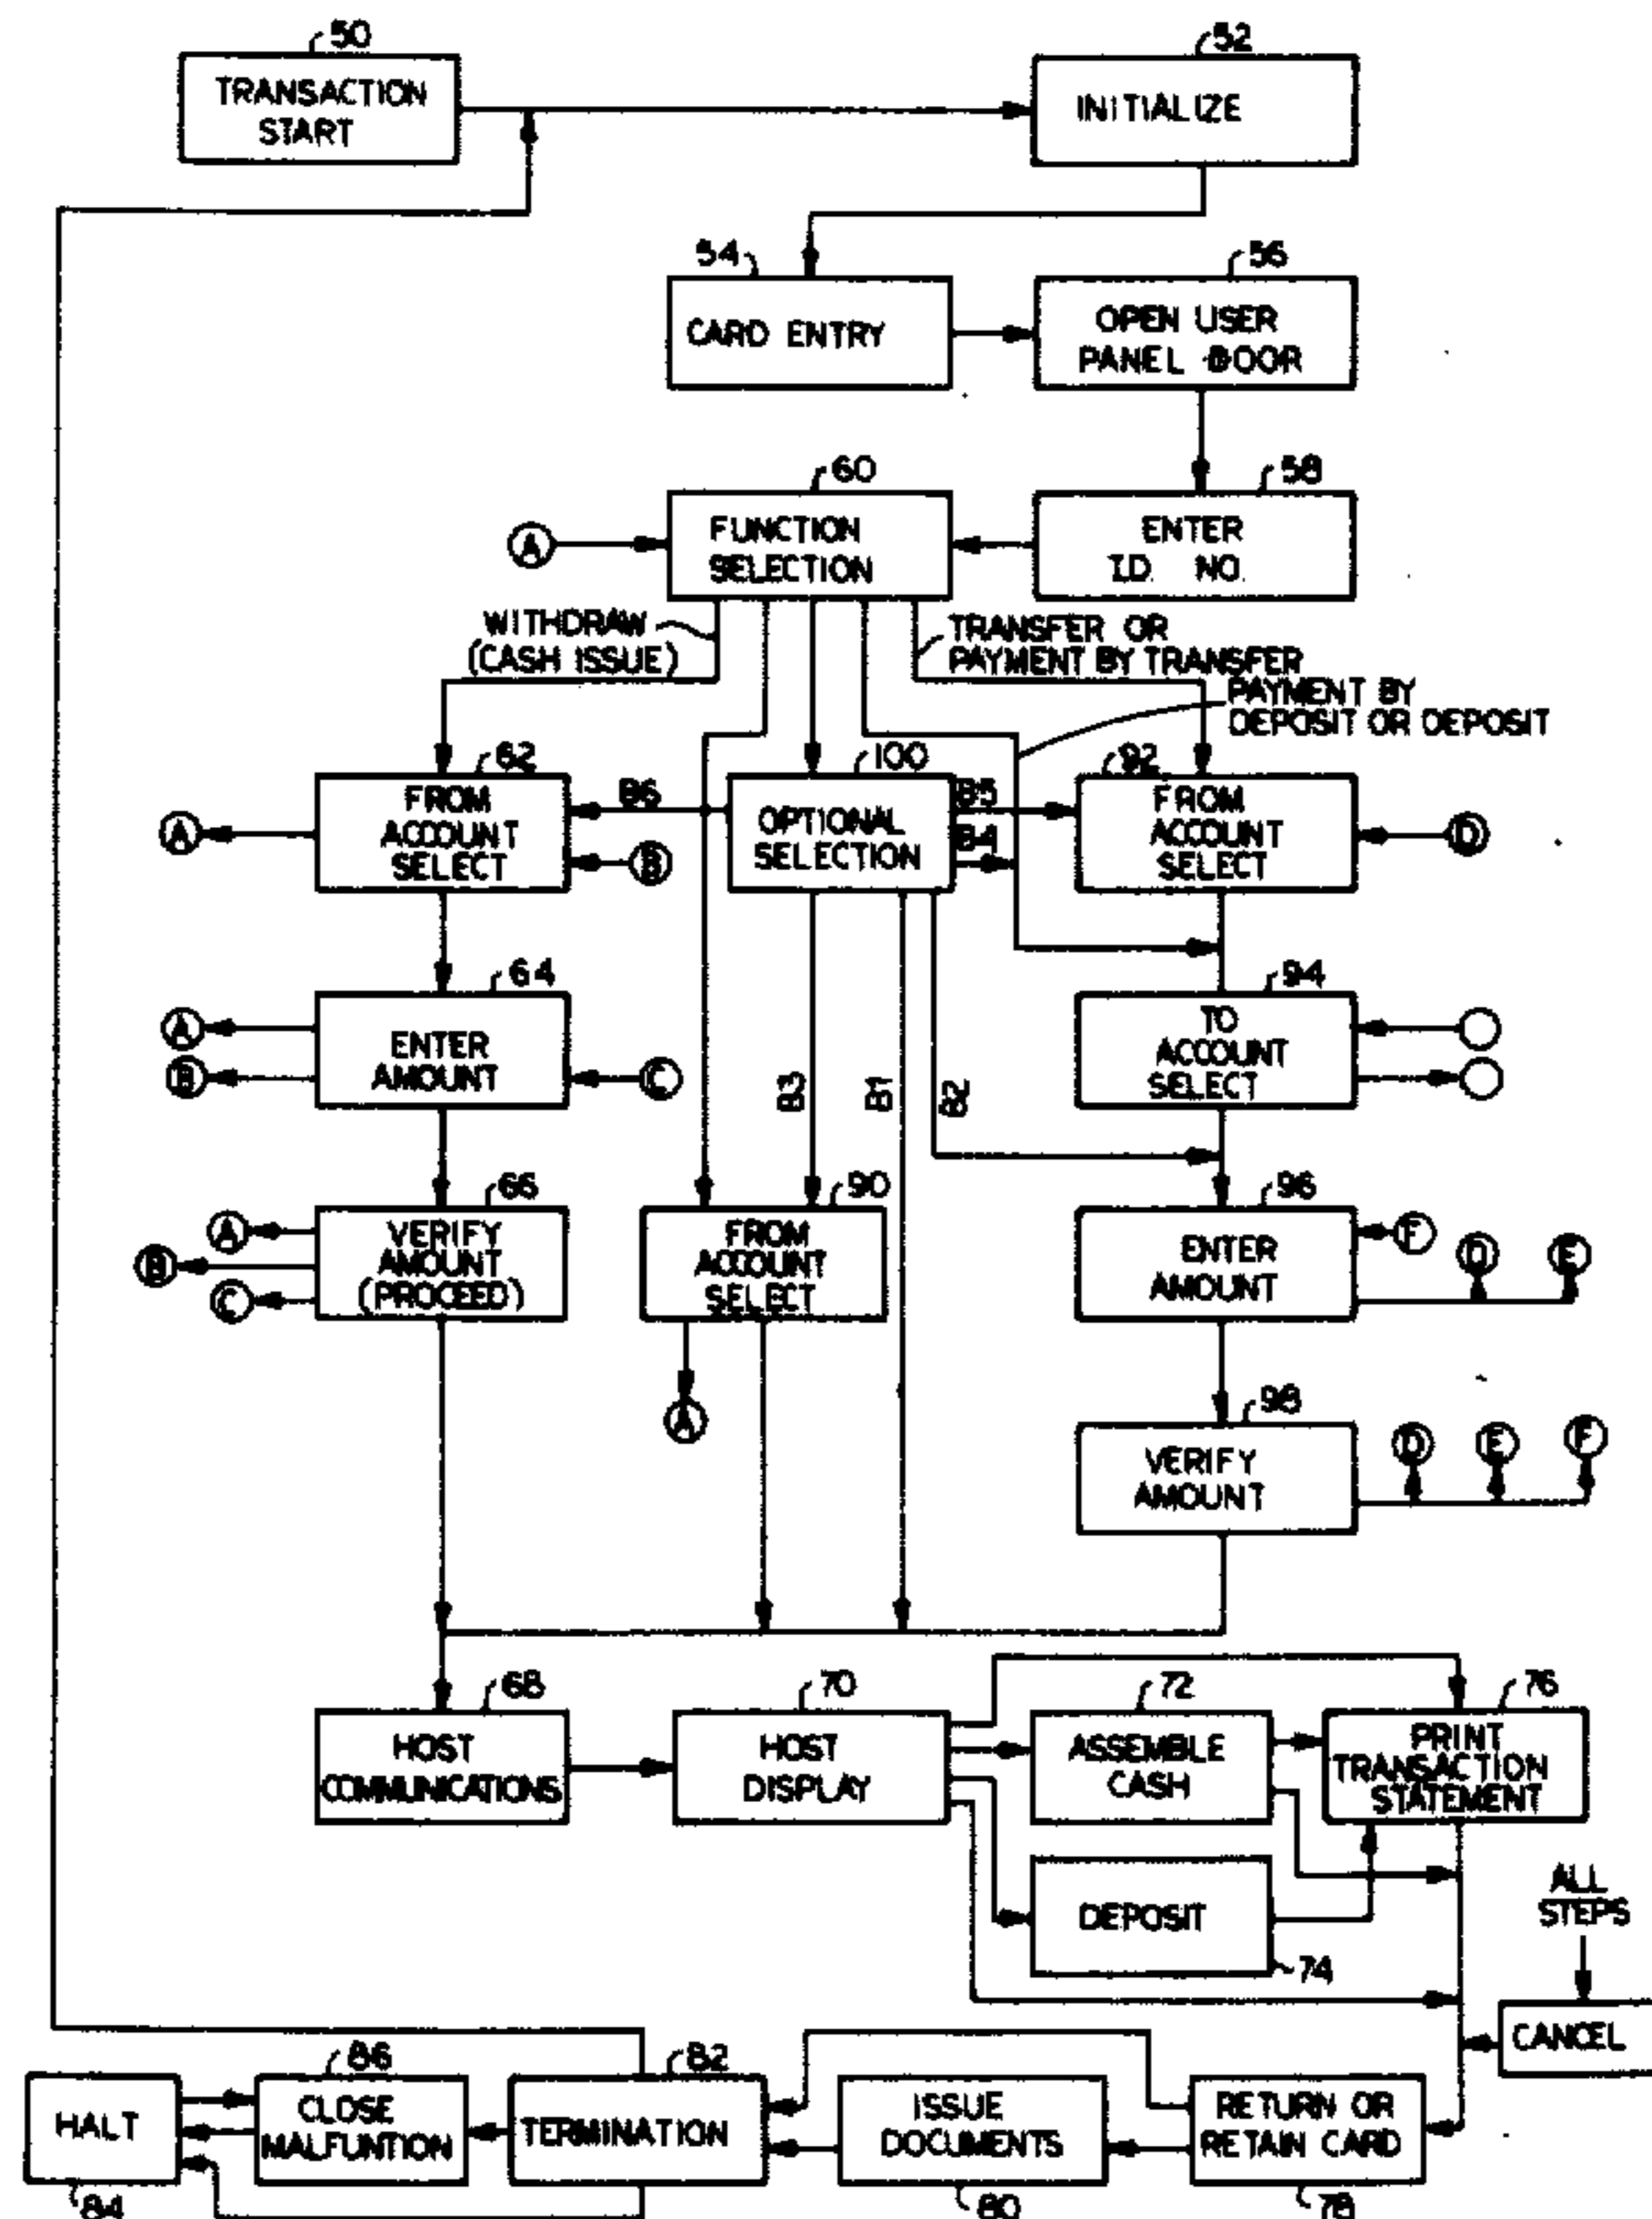 50
TRANSACTION
START
52
INITIALIZE
54
CARD ENTRY
56
OPEN USER
PANEL DOOR
60
FUNCTION
SELECTION
A
58
ENTER
I.D. NO.
WITHDRAW
(CASH ISSUE)
TRANSFER OR
PAYMENT BY TRANSFER
PAYMENT BY
DEPOSIT OR DEPOSIT
62
FROM
ACCOUNT
SELECT
A
B6
B
100
OPTIONAL
SELECTION
B5
B4
92
FROM
ACCOUNT
SELECT
D
64
ENTER
AMOUNT
A
B
C
B3
B1
B2
94
TO
ACCOUNT
SELECT
66
VERIFY
AMOUNT
(PROCEED)
A
B
C
90
FROM
ACCOUNT
SELECT
A
96
ENTER
AMOUNT
F
D
E
98
VERIFY
AMOUNT
D
E
F
68
HOST
COMMUNICATIONS
70
HOST
DISPLAY
72
ASSEMBLE
CASH
76
PRINT
TRANSACTION
STATEMENT
DEPOSIT
74
ALL
STEPS
CANCEL
HALT
84
86
CLOSE
MALFUNTION
82
TERMINATION
ISSUE
DOCUMENTS
80
RETURN OR
RETAIN CARD
78